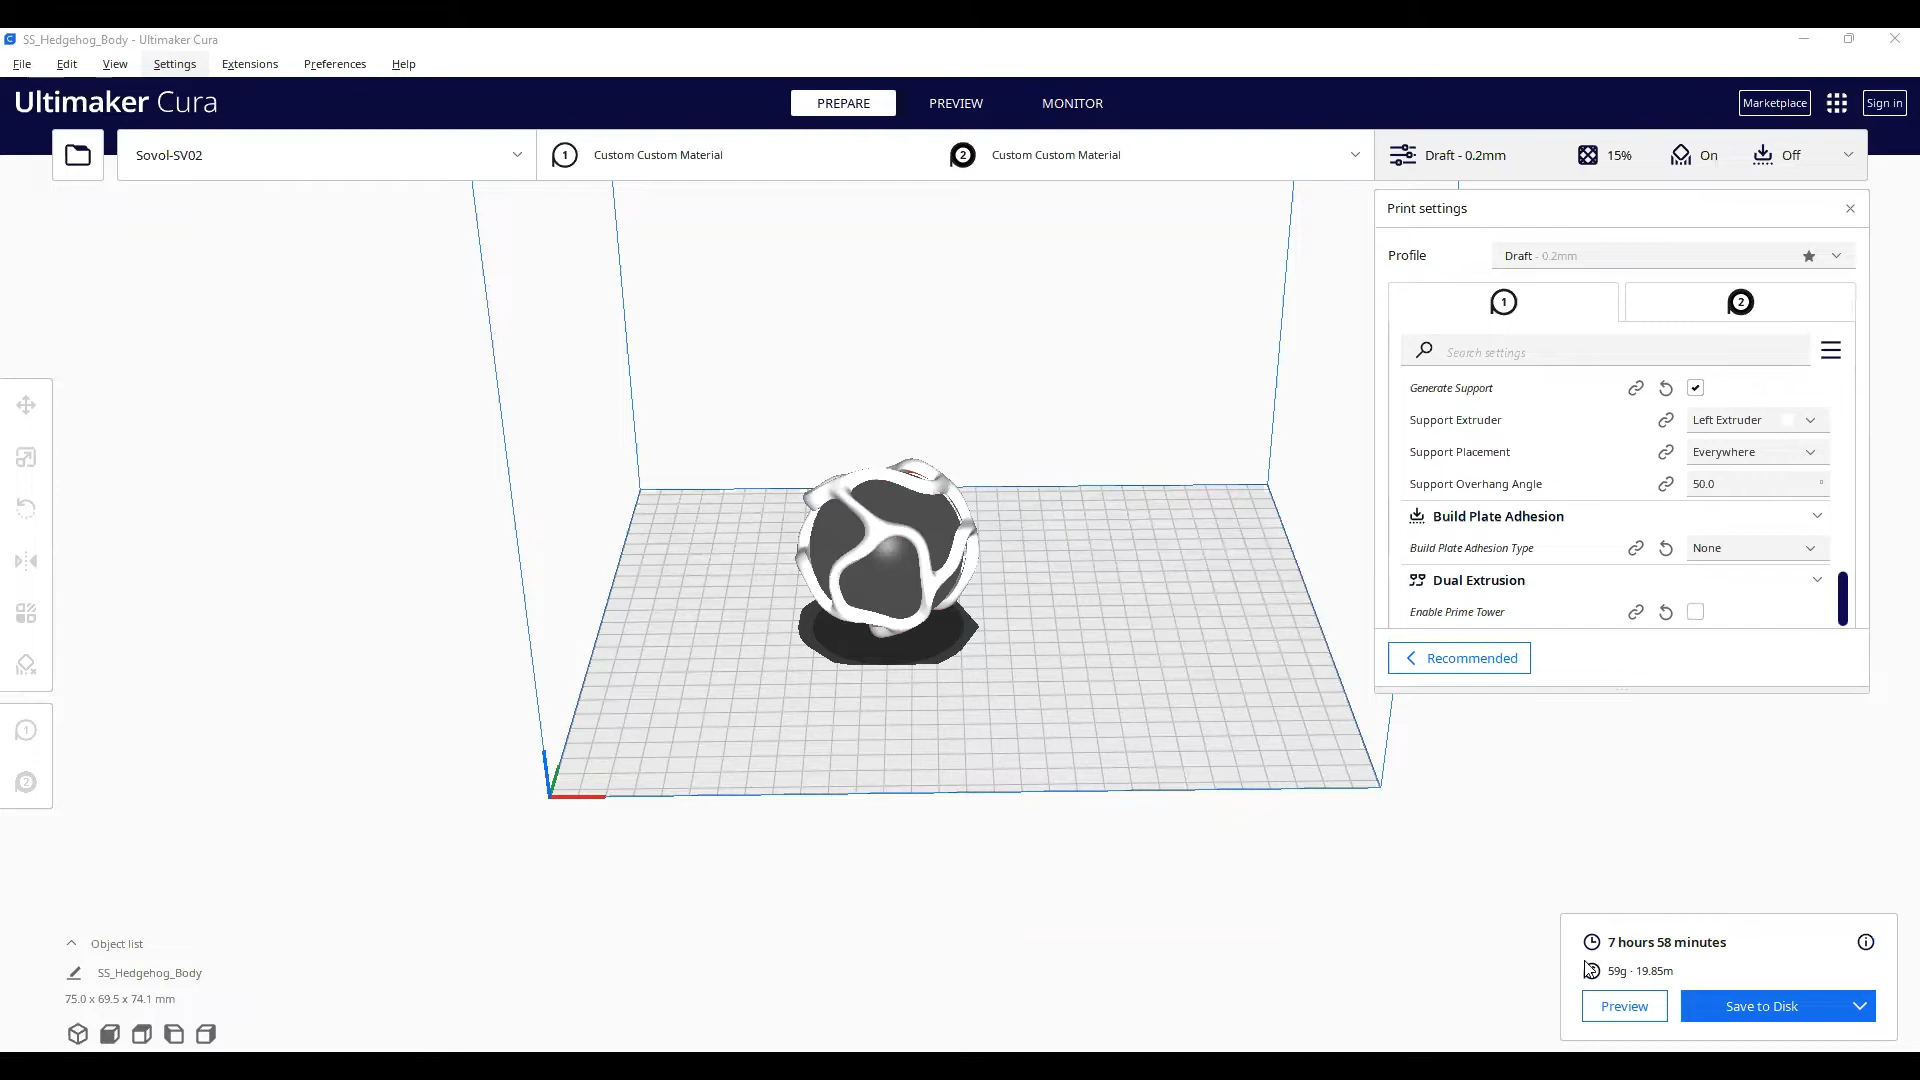 SS_Hedgehog_Body - Ultimaker Cura
File Edit View Settings Extensions Preferences Help
Ultimaker Cura
PREPARE PREVIEW MONITOR
Marketplace Sign in
Sovol-SV02
1 Custom Custom Material
2 Custom Custom Material
Draft - 0.2mm 15% On Off
Print settings
Profile Draft - 0.2mm
1 2
Search settings
Generate Support
Support Extruder Left Extruder
Support Placement Everywhere
Support Overhang Angle 50.0 °
Build Plate Adhesion
Build Plate Adhesion Type None
Dual Extrusion
Enable Prime Tower
Recommended
1
2
Object list
SS_Hedgehog_Body
75.0 x 69.5 x 74.1 mm
7 hours 58 minutes
59g · 19.85m
Preview Save to Disk